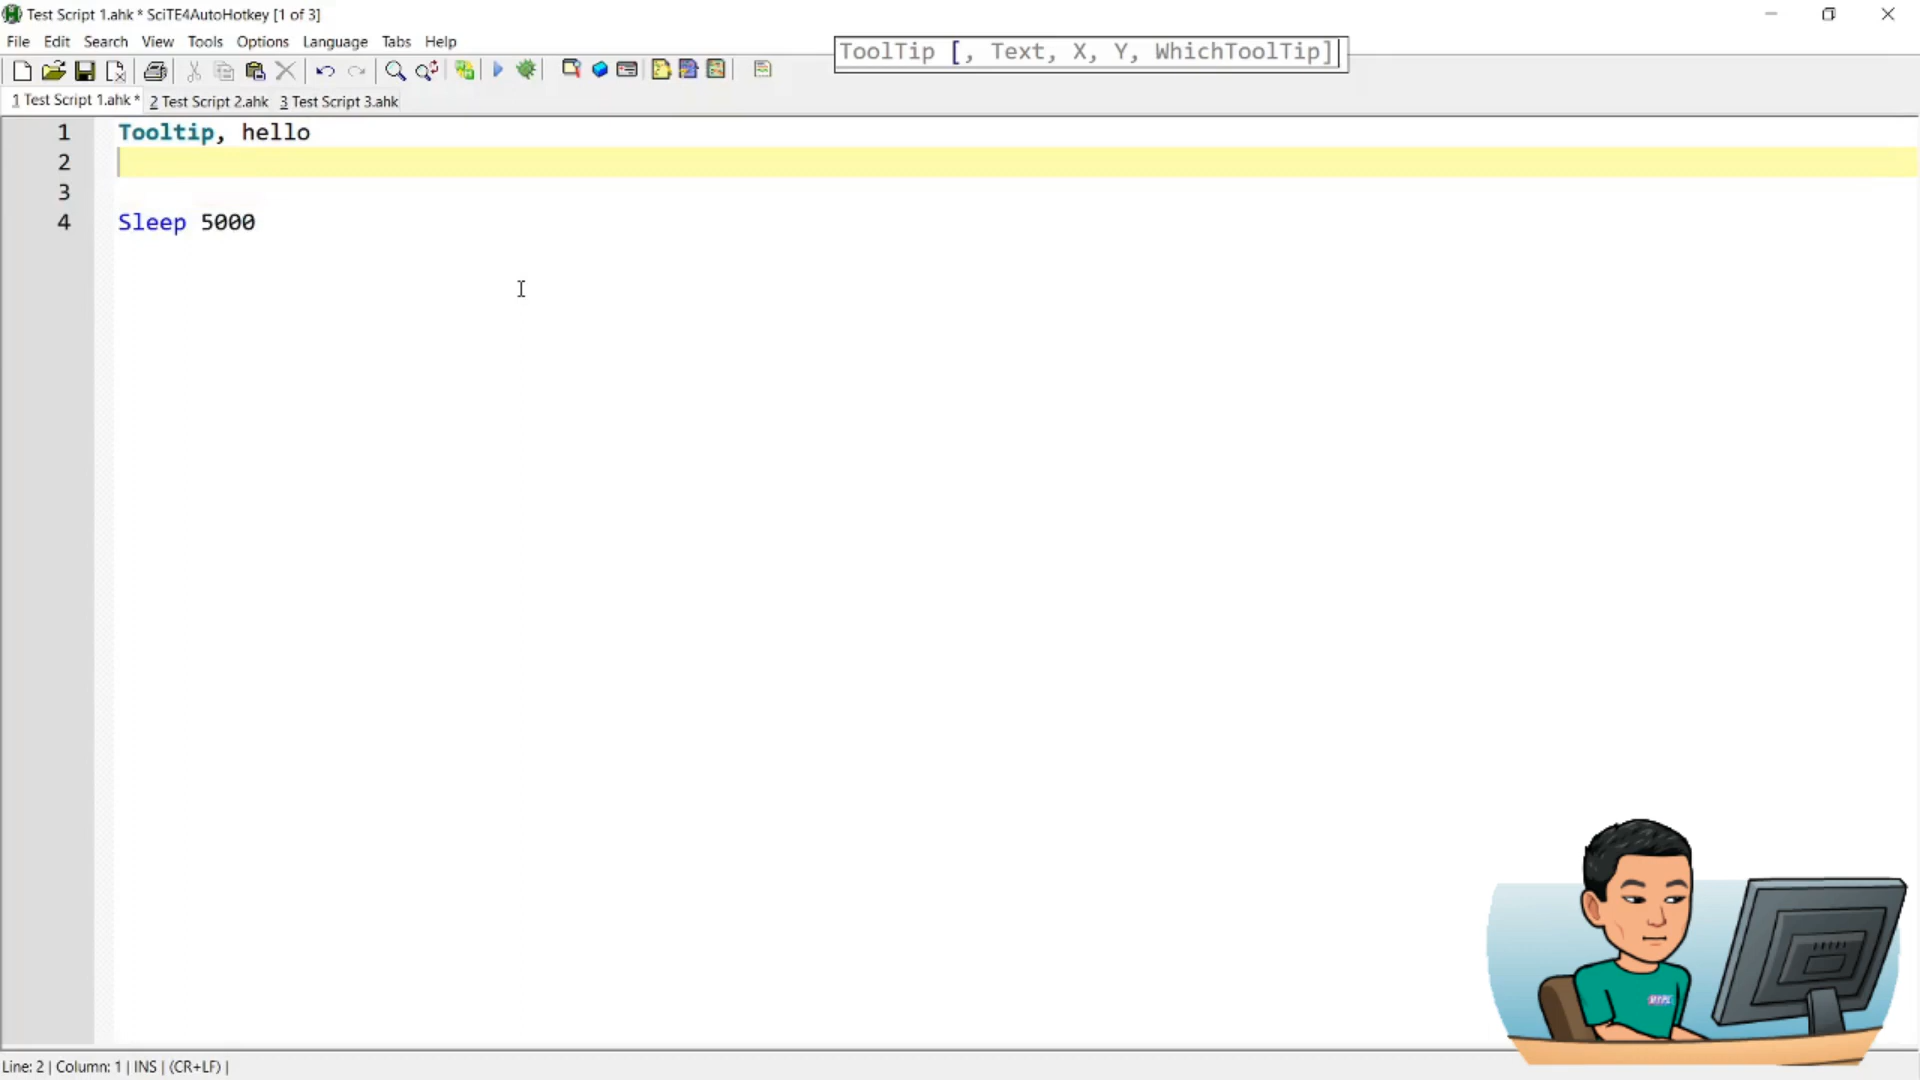 Test Script 1.ahk * SciTE4AutoHotkey [1 of 3]
File Edit Search View Tools Options Language Tabs Help
ToolTip [, Text, X, Y, WhichToolTip]
1 Test Script 1.ahk * 2 Test Script 2.ahk 3 Test Script 3.ahk
1 Tooltip, hello
2
3
4 Sleep 5000
Line: 2 | Column: 1 | INS | (CR+LF) |